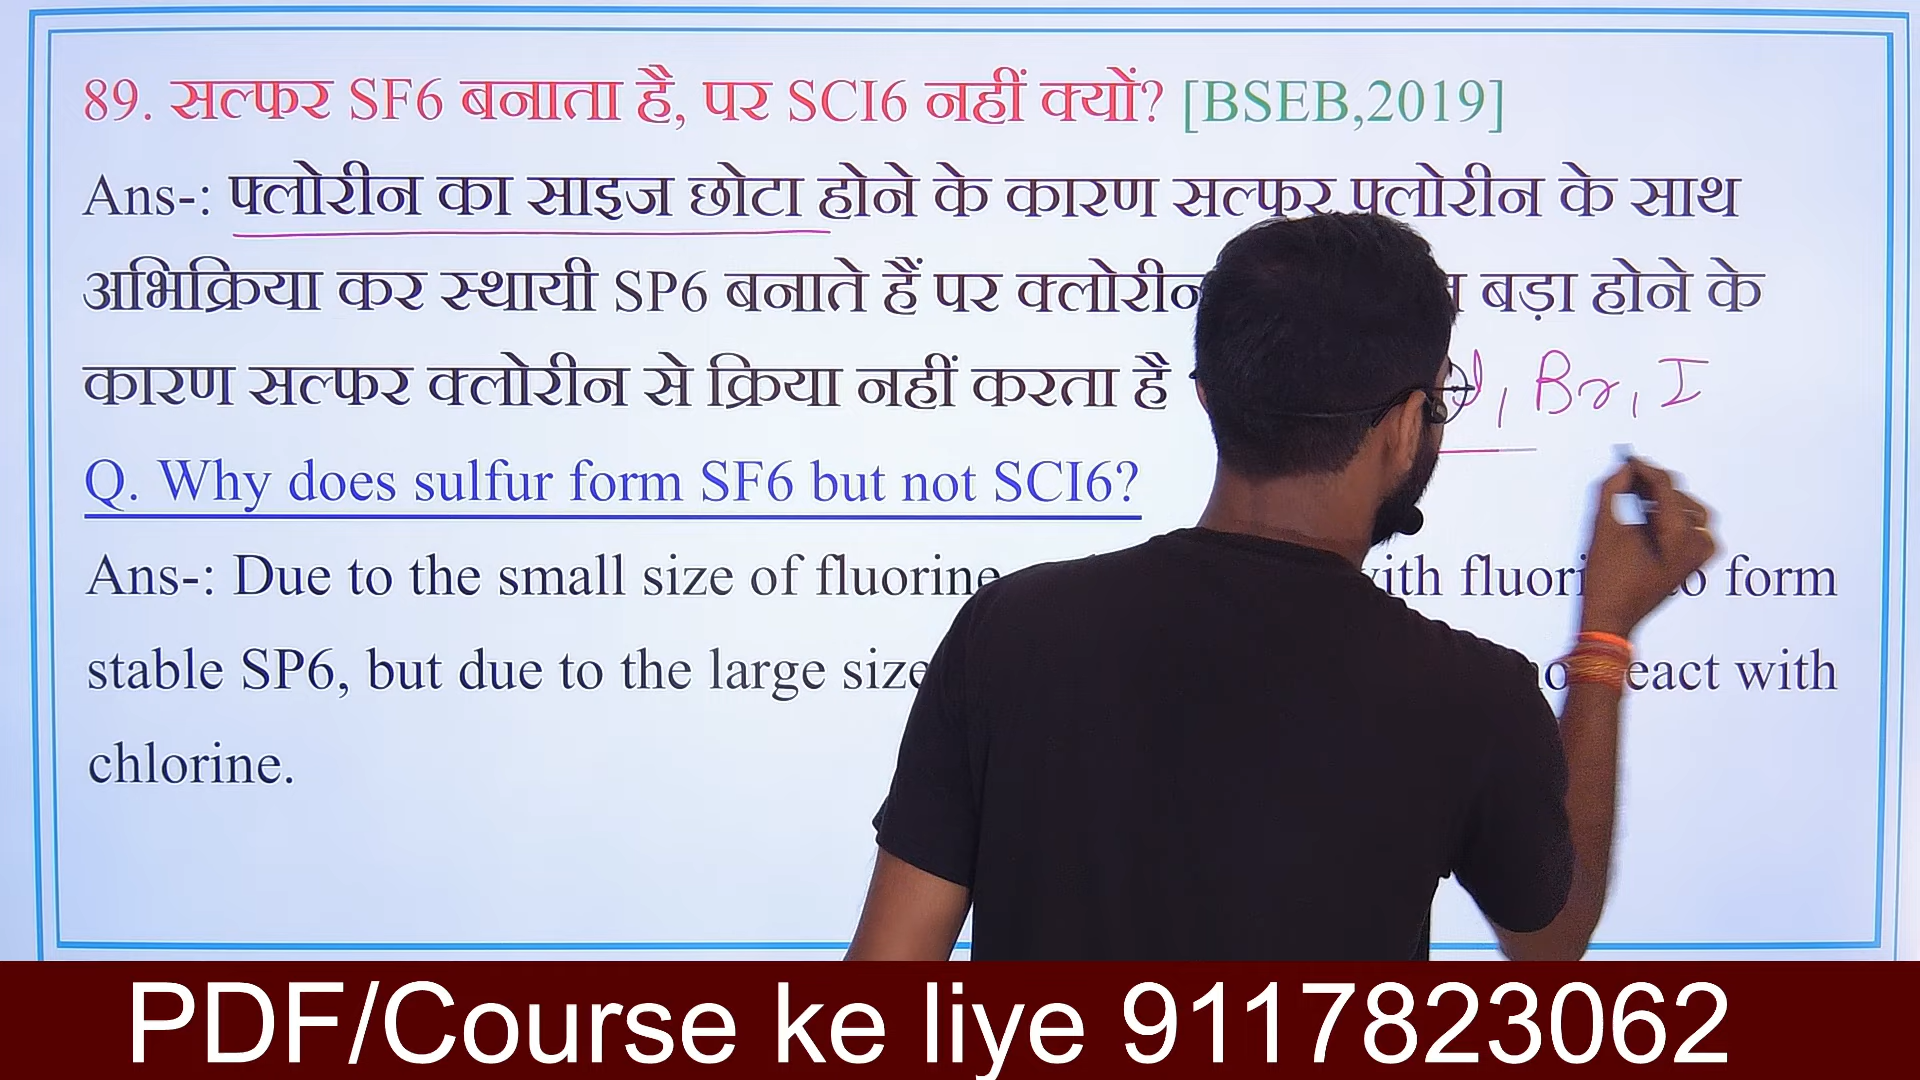 89. सल्फर SF6 बनाता है, पर SCI6 नहीं क्यों? [BSEB,2019]
Ans-: फ्लोरीन का साइज छोटा होने के कारण सल्फर फ्लोरीन के साथ
अभिक्रिया कर स्थायी SP6 बनाते हैं पर क्लोरीन बड़ा होने के
कारण सल्फर क्लोरीन से क्रिया नहीं करता है , Br, I
Q. Why does sulfur form SF6 but not SCI6?
Ans-: Due to the small size of fluorine with fluori o form
stable SP6, but due to the large size eact with
chlorine.
PDF/Course ke liye 9117823062